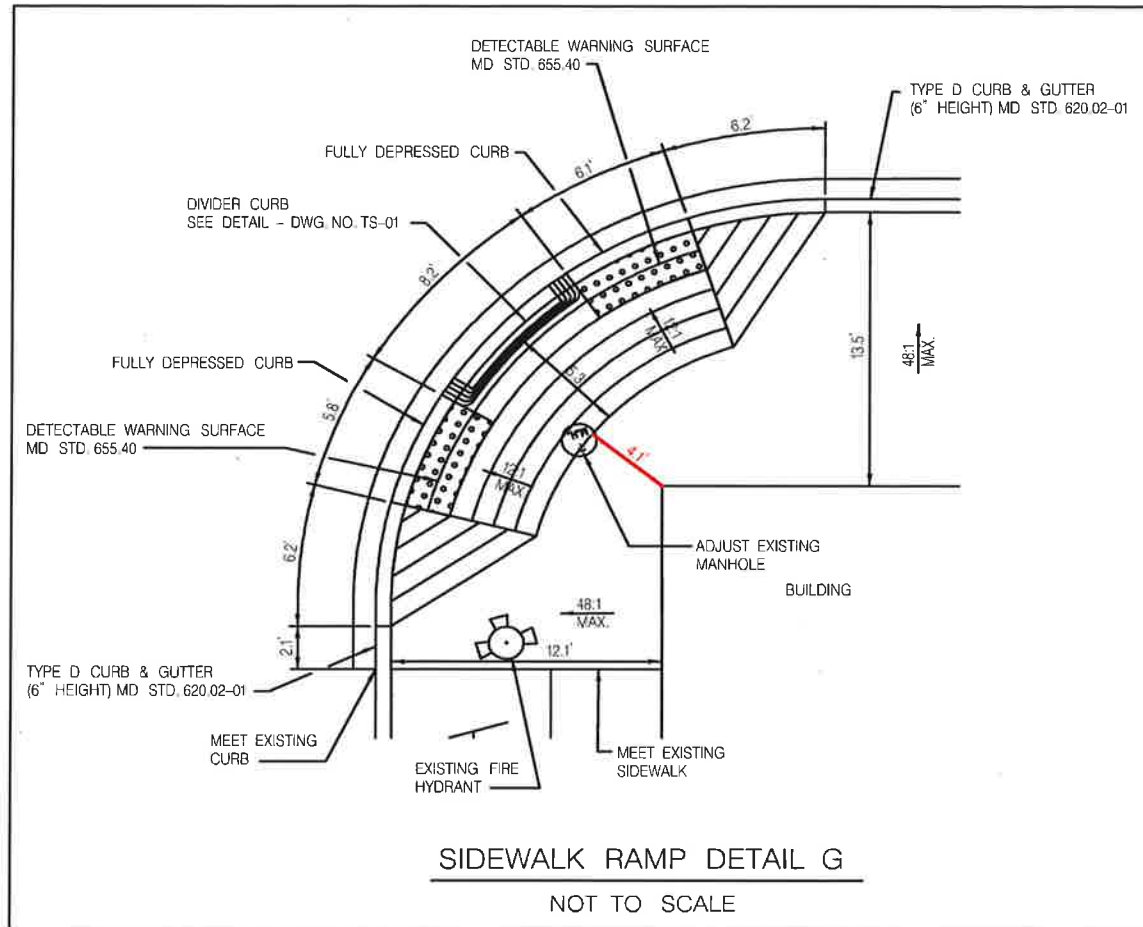 DETECTABLE WARNING SURFACE
MD STD. 655.40
TYPE D CURB & GUTTER
(6" HEIGHT) MD STD. 620.02-01
6.2'
FULLY DEPRESSED CURB
6.1'
DIVIDER CURB
SEE DETAIL - DWG. NO. TS-01
8.2'
12:1
MAX.
13.5'
48:1
MAX.
FULLY DEPRESSED CURB
5.3'
5.8'
DETECTABLE WARNING SURFACE
MD STD. 655.40
4.1'
12:1
MAX.
6.2'
ADJUST EXISTING
MANHOLE
BUILDING
48:1
MAX.
2.1'
12.1'
TYPE D CURB & GUTTER
(6" HEIGHT) MD STD. 620.02-01
MEET EXISTING
CURB
EXISTING FIRE
HYDRANT
MEET EXISTING
SIDEWALK
SIDEWALK RAMP DETAIL G
NOT TO SCALE